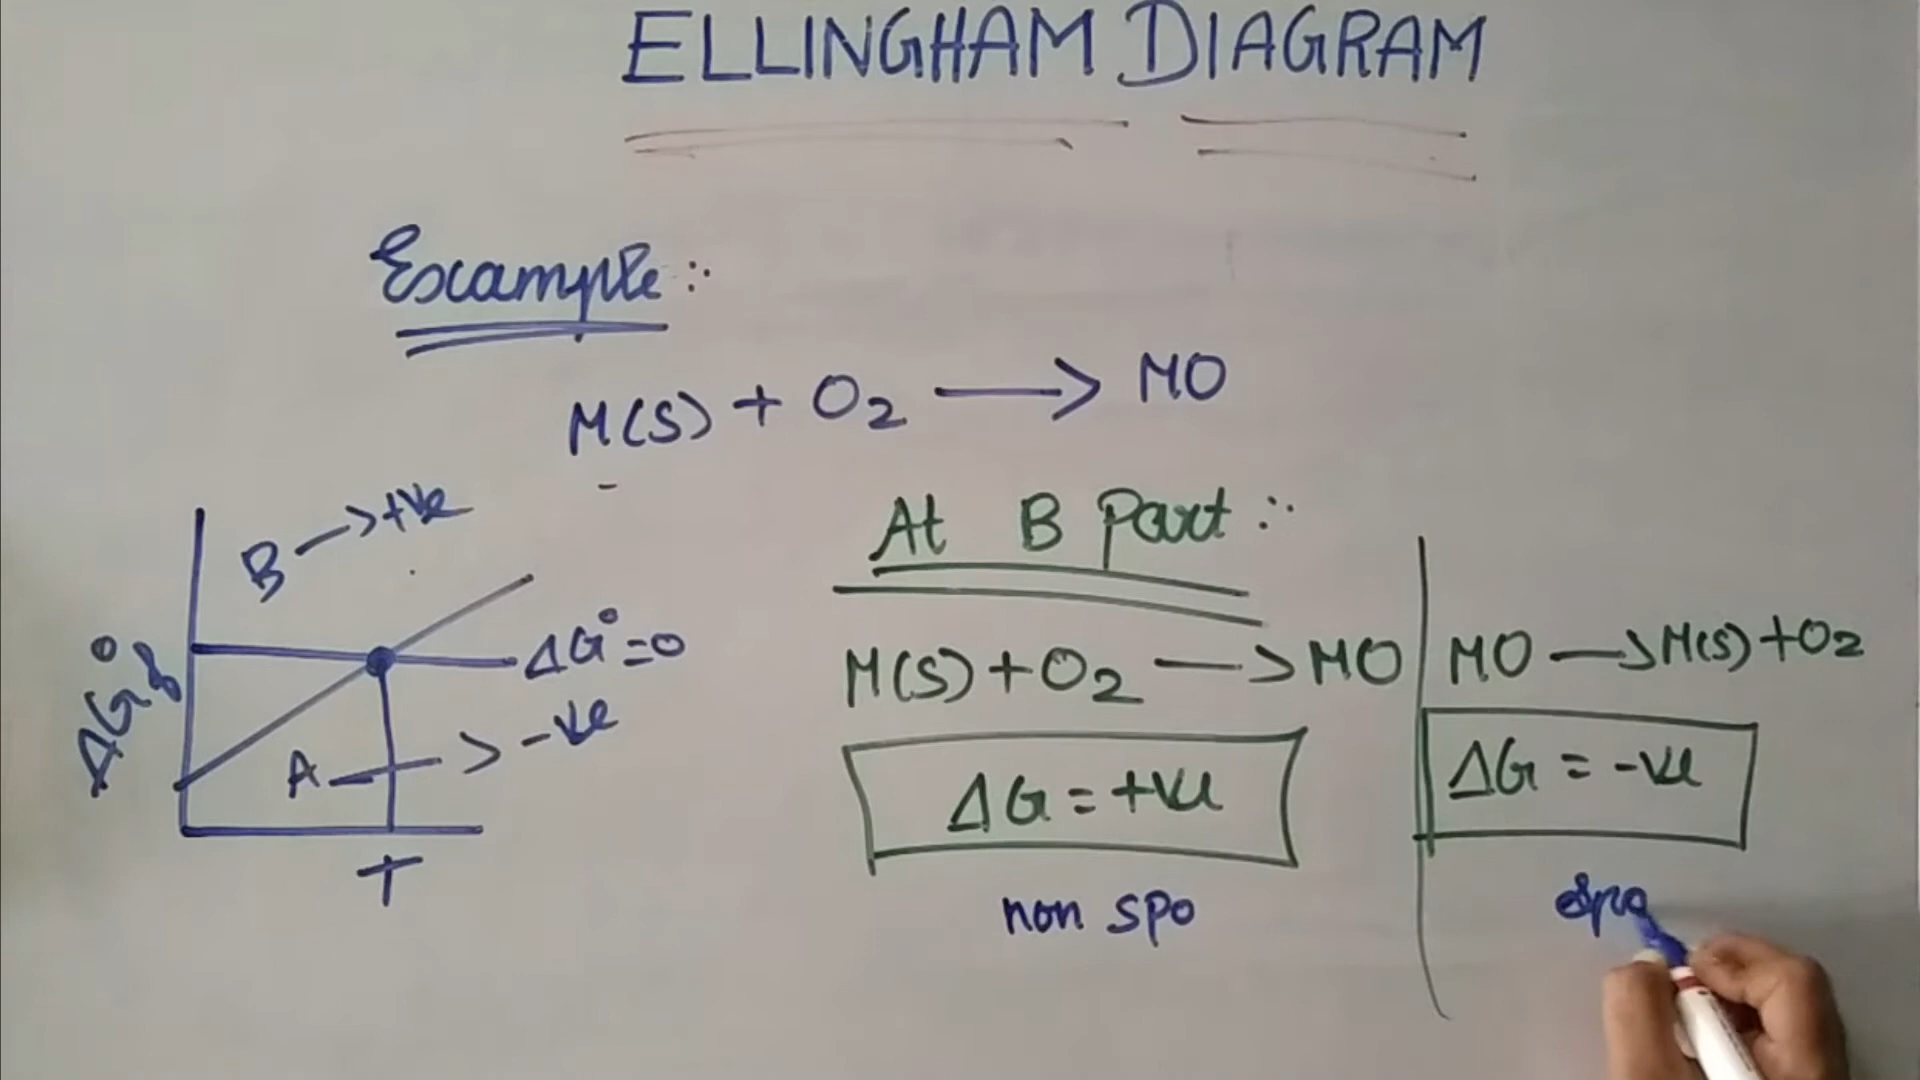 ELLINGHAM DIAGRAM
Example :
M(S) + O2 → MO
B → +ve
ΔG°f
ΔG° = 0
A → -ve
T
At B Part :
M(S) + O2 → MO
ΔG = +ve
non spo
MO → M(S) + O2
ΔG = -ve
spo